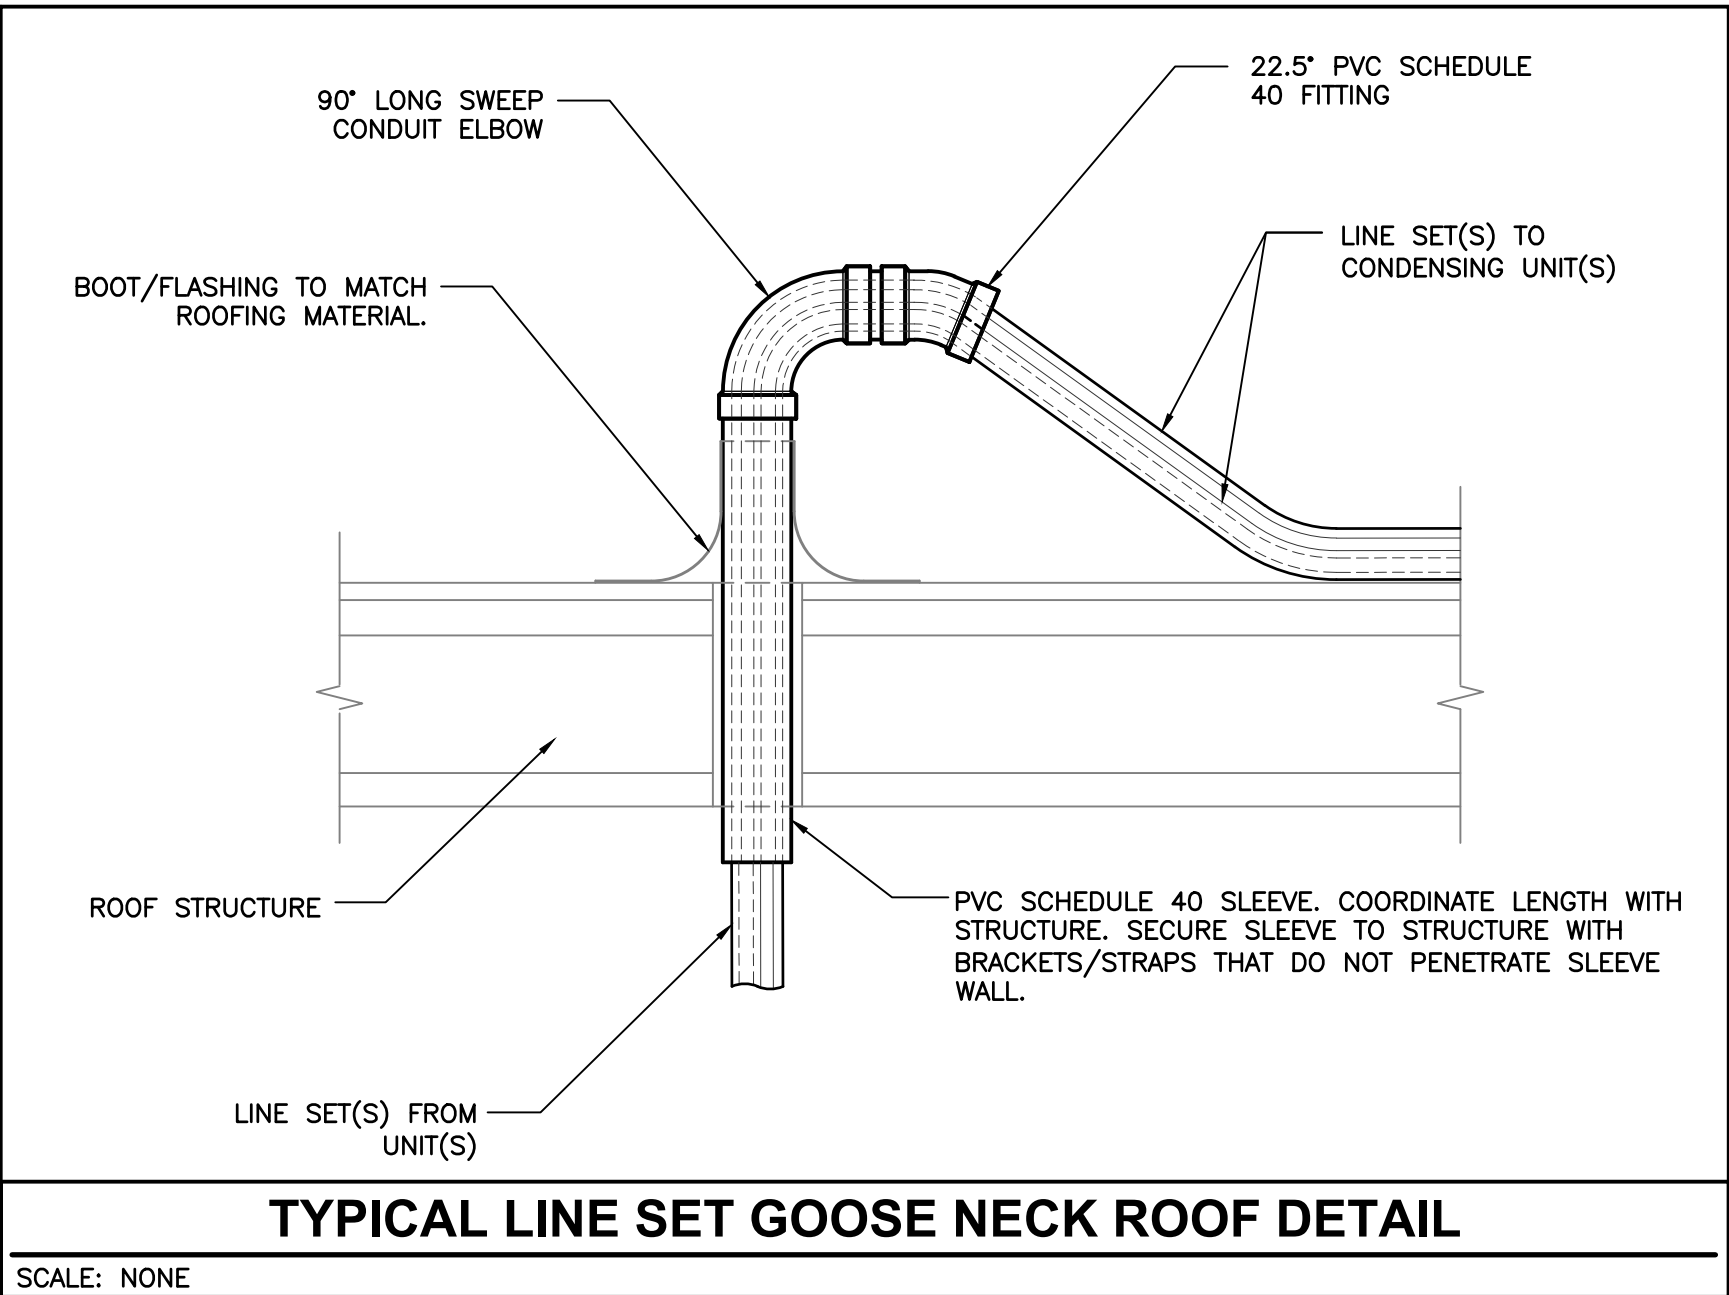 90° LONG SWEEP
CONDUIT ELBOW
22.5° PVC SCHEDULE
40 FITTING
LINE SET(S) TO
CONDENSING UNIT(S)
BOOT/FLASHING TO MATCH
ROOFING MATERIAL.
ROOF STRUCTURE
PVC SCHEDULE 40 SLEEVE. COORDINATE LENGTH WITH
STRUCTURE. SECURE SLEEVE TO STRUCTURE WITH
BRACKETS/STRAPS THAT DO NOT PENETRATE SLEEVE
WALL.
LINE SET(S) FROM
UNIT(S)
TYPICAL LINE SET GOOSE NECK ROOF DETAIL
SCALE: NONE